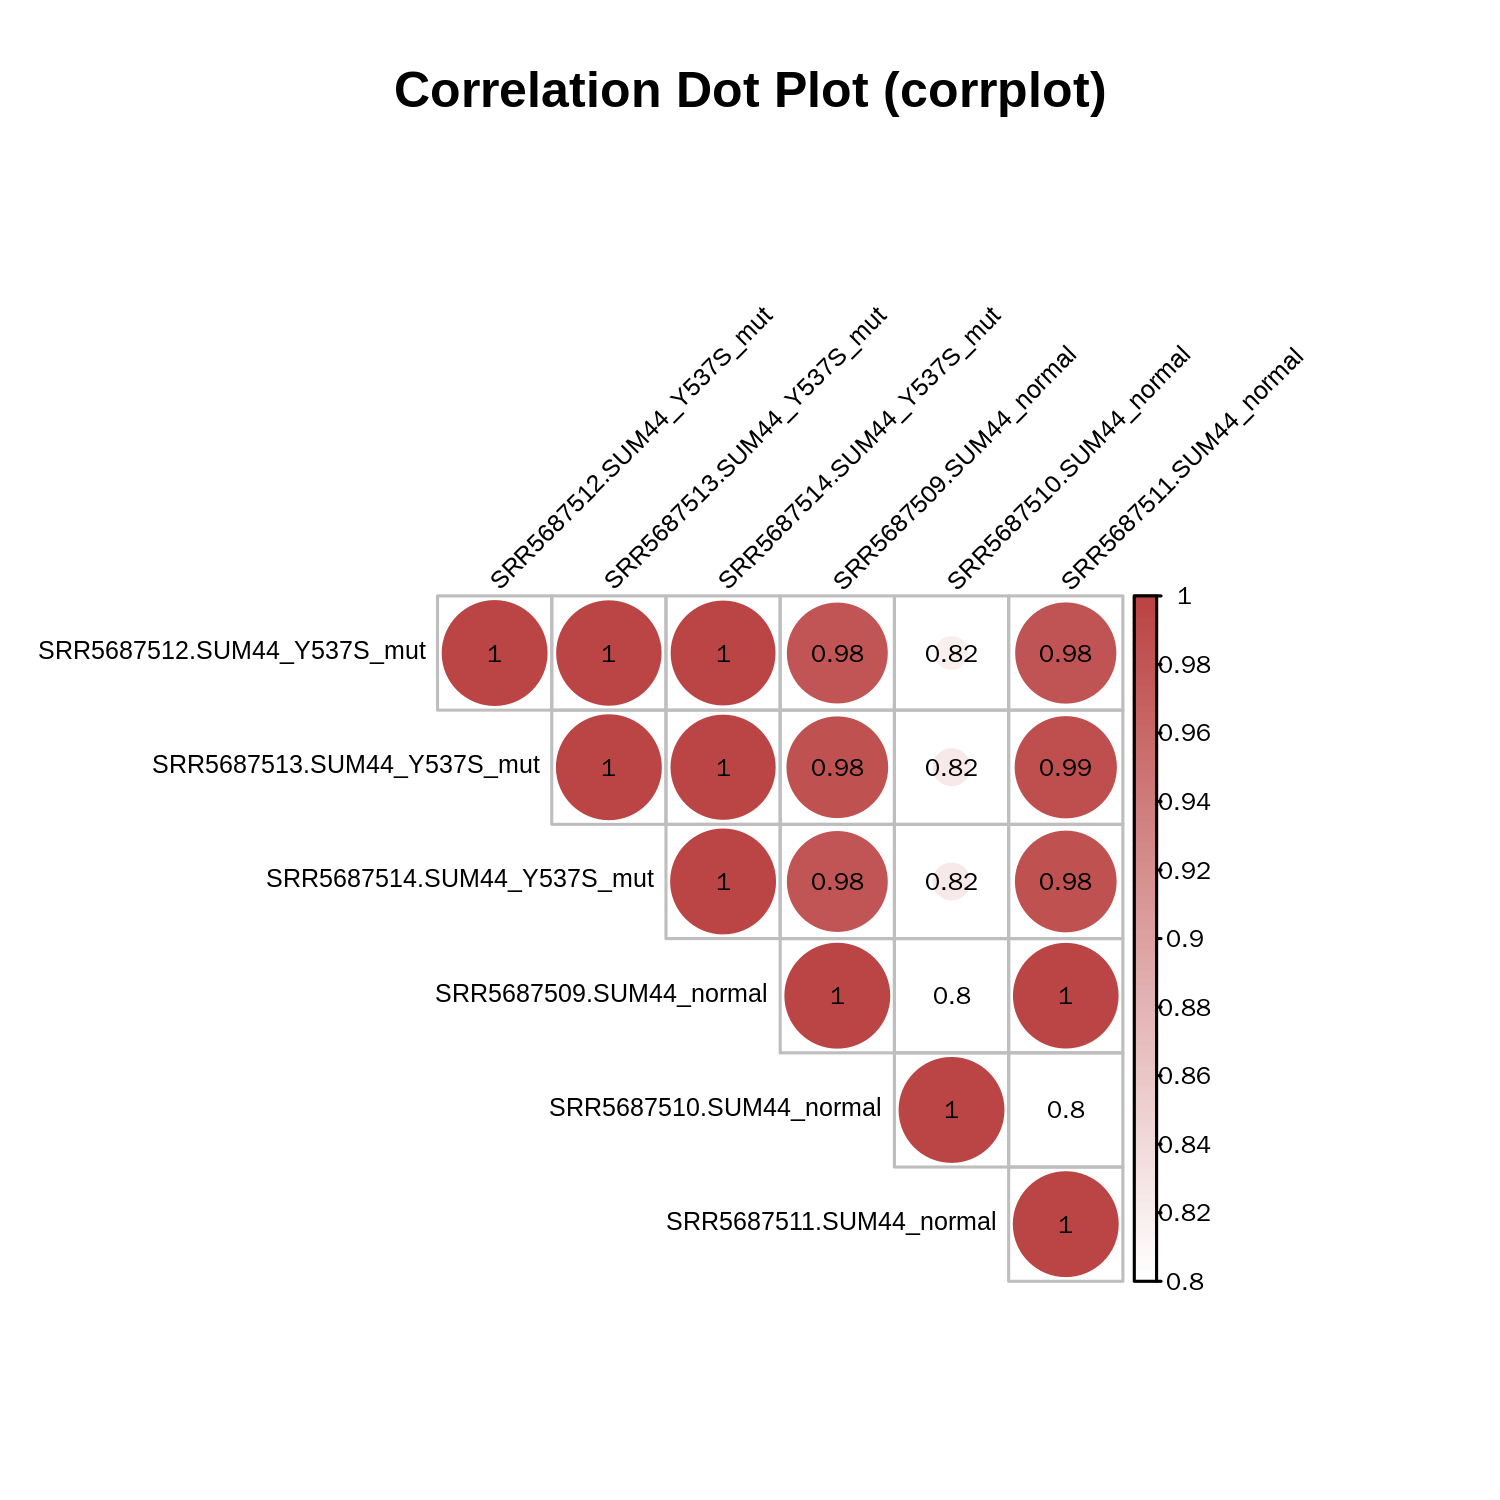 Correlation Dot Plot (corrplot)
SRR5687512.SUM44_Y537S_mut
SRR5687513.SUM44_Y537S_mut
SRR5687514.SUM44_Y537S_mut
SRR5687509.SUM44_normal
SRR5687510.SUM44_normal
SRR5687511.SUM44_normal
SRR5687512.SUM44_Y537S_mut 1 1 1 0.98 0.82 0.98
SRR5687513.SUM44_Y537S_mut 1 1 0.98 0.82 0.99
SRR5687514.SUM44_Y537S_mut 1 0.98 0.82 0.98
SRR5687509.SUM44_normal 1 0.8 1
SRR5687510.SUM44_normal 1 0.8
SRR5687511.SUM44_normal 1
1
0.98
0.96
0.94
0.92
0.9
0.88
0.86
0.84
0.82
0.8